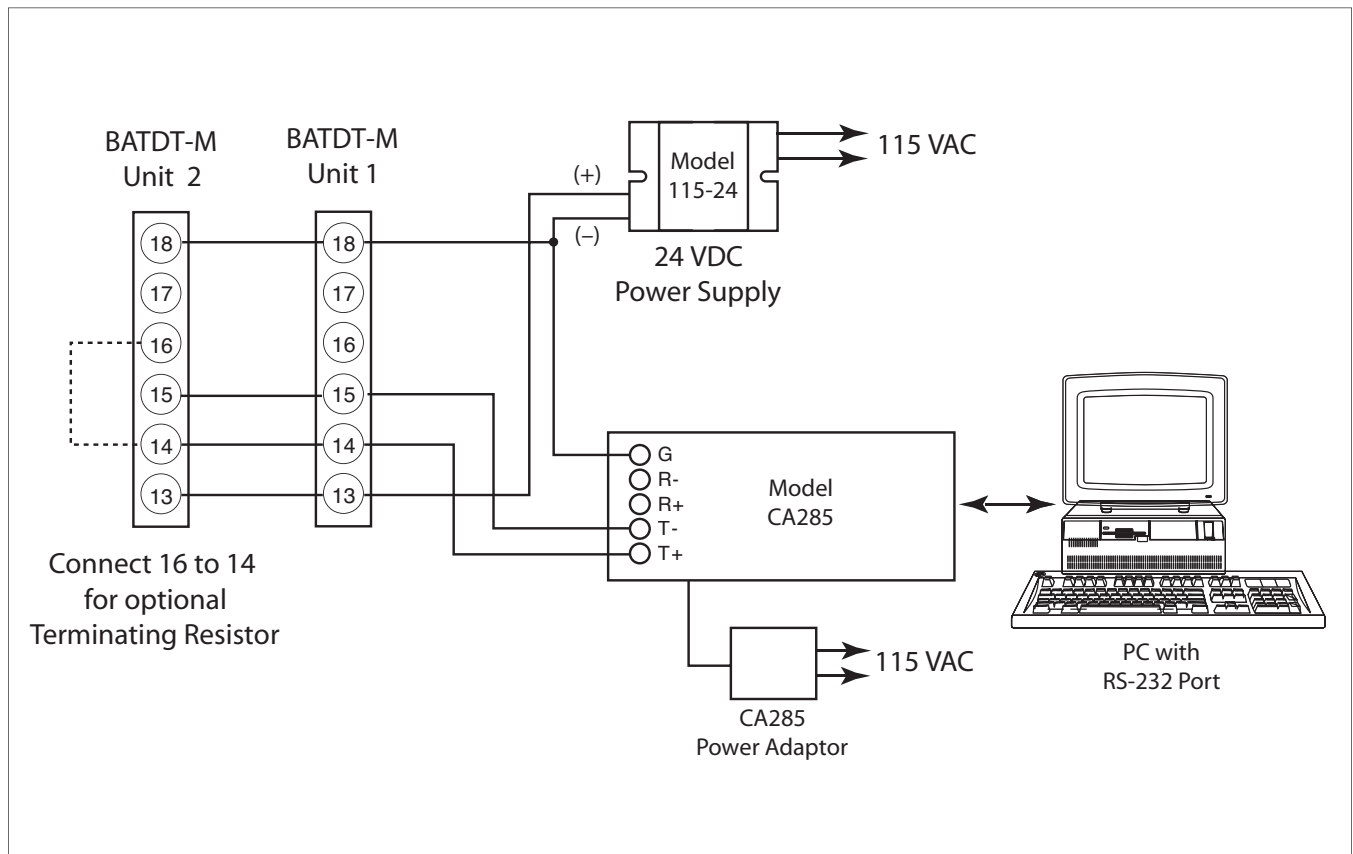 BATDT-M
Unit 2
BATDT-M
Unit 1
18
17
16
15
14
13
18
17
16
15
14
13
Connect 16 to 14
for optional
Terminating Resistor
(+)
(–)
Model
115-24
115 VAC
24 VDC
Power Supply
G
R-
R+
T-
T+
Model
CA285
115 VAC
CA285
Power Adaptor
PC with
RS-232 Port